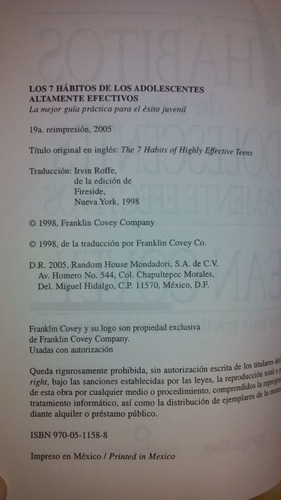 LOS 7 HÁBITOS DE LOS ADOLESCENTES
ALTAMENTE EFECTIVOS
La mejor guía práctica para el éxito juvenil
19a. reimpresión, 2005
Título original en inglés: The 7 Habits of Highly Effective Teens
Traducción: Irvin Roffe,
de la edición de
Fireside,
Nueva York, 1998
© 1998, Franklin Covey Company
© 1998, de la traducción por Franklin Covey Co.
D.R. 2005, Random House Mondadori, S.A. de C.V.
Av. Homero No. 544, Col. Chapultepec Morales,
Del. Miguel Hidalgo, C.P. 11570, México, D.F.
Franklin Covey y su logo son propiedad exclusiva
de Franklin Covey Company.
Usadas con autorización
Queda rigurosamente prohibida, sin autorización escrita de los titulares
right, bajo las sanciones establecidas por las leyes, la reproducción total o
de esta obra por cualquier medio o procedimiento, comprendidos la
tratamiento informático, así como la distribución de ejemplares de la
diante alquiler o préstamo público.
ISBN 970-05-1158-8
Impreso en México / Printed in Mexico